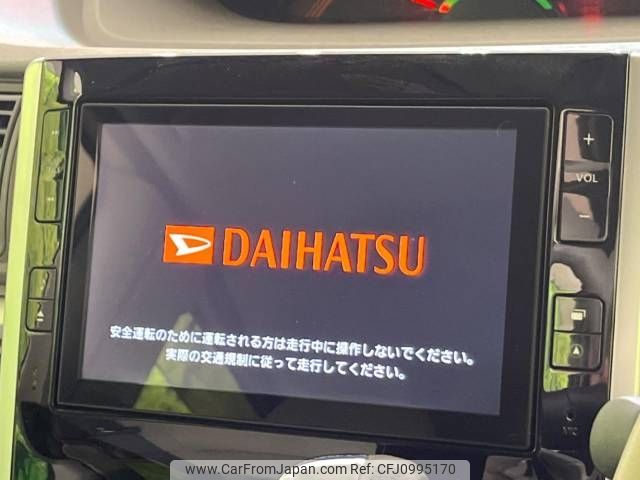 +
VOL
−
DAIHATSU
安全運転のために運転される方は走行中に操作しないでください。
実際の交通規制に従って走行してください。
www.CarFromJapan.com | Ref:CFJ10995170